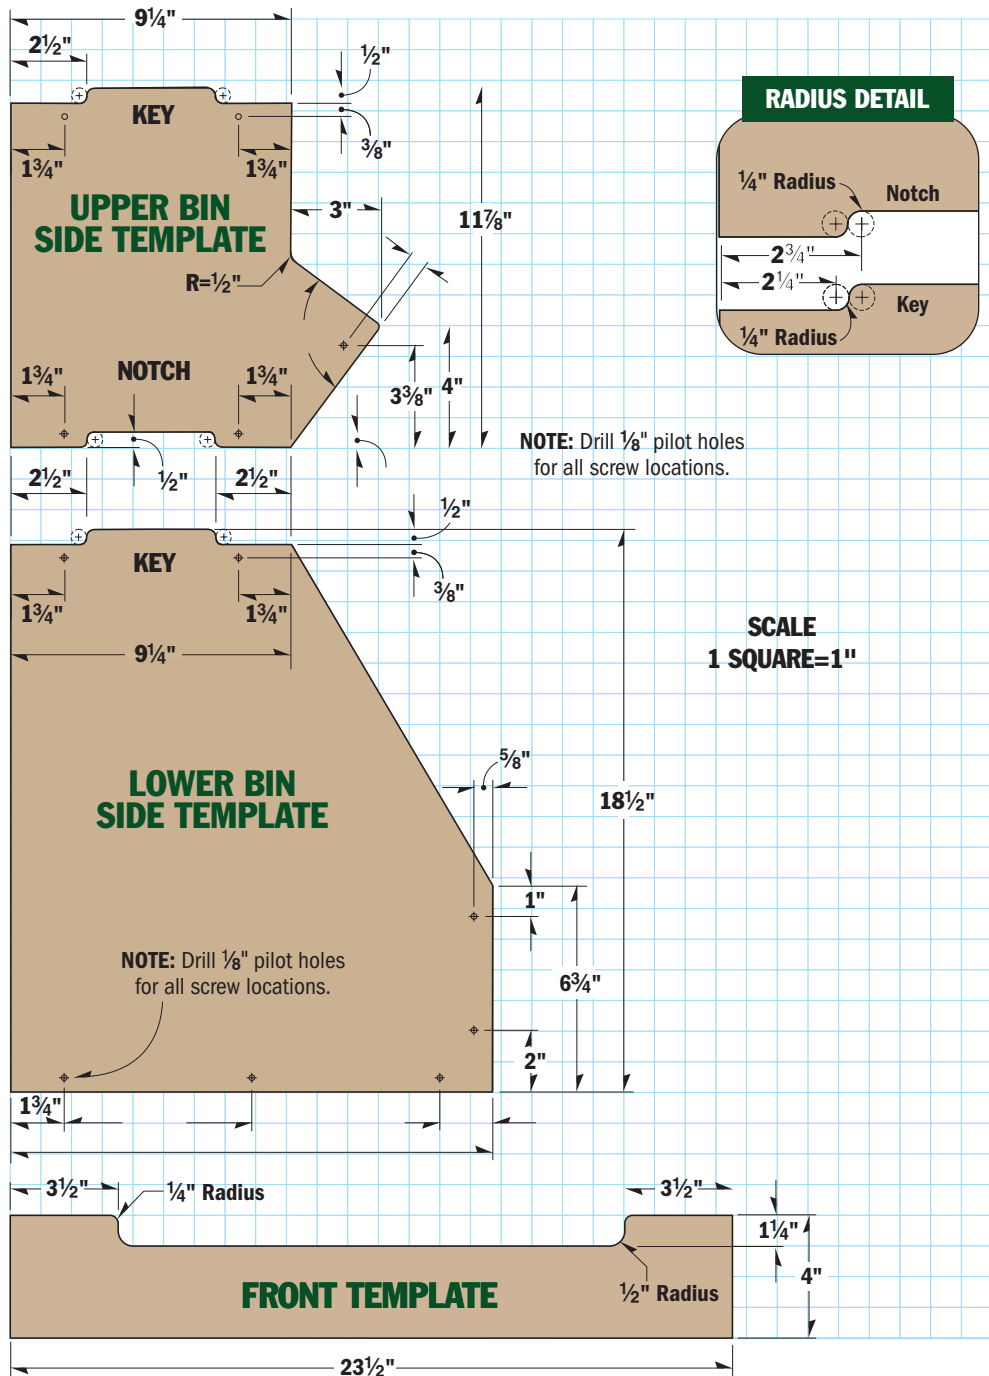 9¼"
2½"
½"
KEY
⅜"
1¾"
1¾"
UPPER BIN
SIDE TEMPLATE
3"
11⅞"
R=½"
NOTCH
1¾"
1¾"
3⅜"
4"
2½"
½"
2½"
RADIUS DETAIL
¼" Radius
Notch
2¾"
2¼"
Key
¼" Radius
NOTE: Drill ⅛" pilot holes
for all screw locations.
½"
KEY
⅜"
1¾"
1¾"
9¼"
SCALE
1 SQUARE=1"
LOWER BIN
SIDE TEMPLATE
⅝"
18½"
1"
NOTE: Drill ⅛" pilot holes
for all screw locations.
6¾"
2"
1¾"
3½"
¼" Radius
3½"
1¼"
FRONT TEMPLATE
½" Radius
4"
23½"